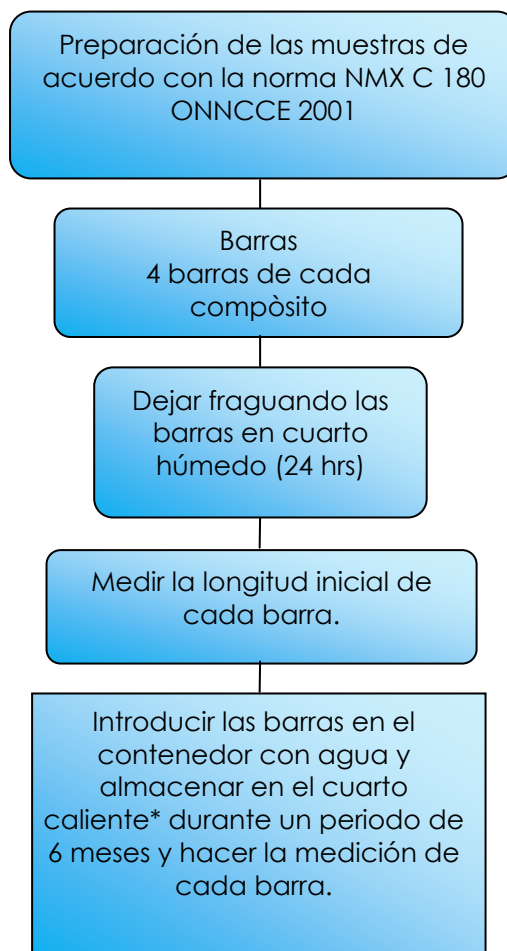 Preparación de las muestras de
acuerdo con la norma NMX C 180
ONNCCE 2001
Barras
4 barras de cada
compòsito
Dejar fraguando las
barras en cuarto
húmedo (24 hrs)
Medir la longitud inicial de
cada barra.
Introducir las barras en el
contenedor con agua y
almacenar en el cuarto
caliente* durante un periodo de
6 meses y hacer la medición de
cada barra.